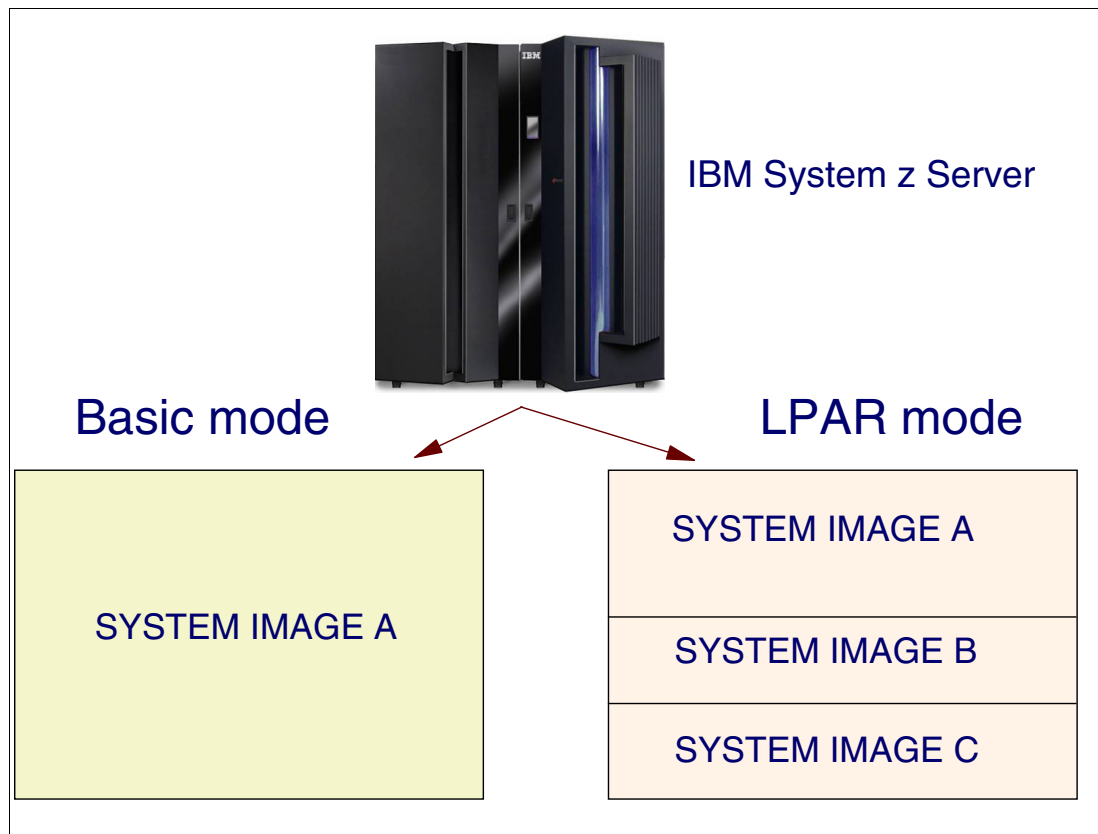 IBM
IBM System z Server
Basic mode
LPAR mode
SYSTEM IMAGE A
SYSTEM IMAGE A
SYSTEM IMAGE B
SYSTEM IMAGE C